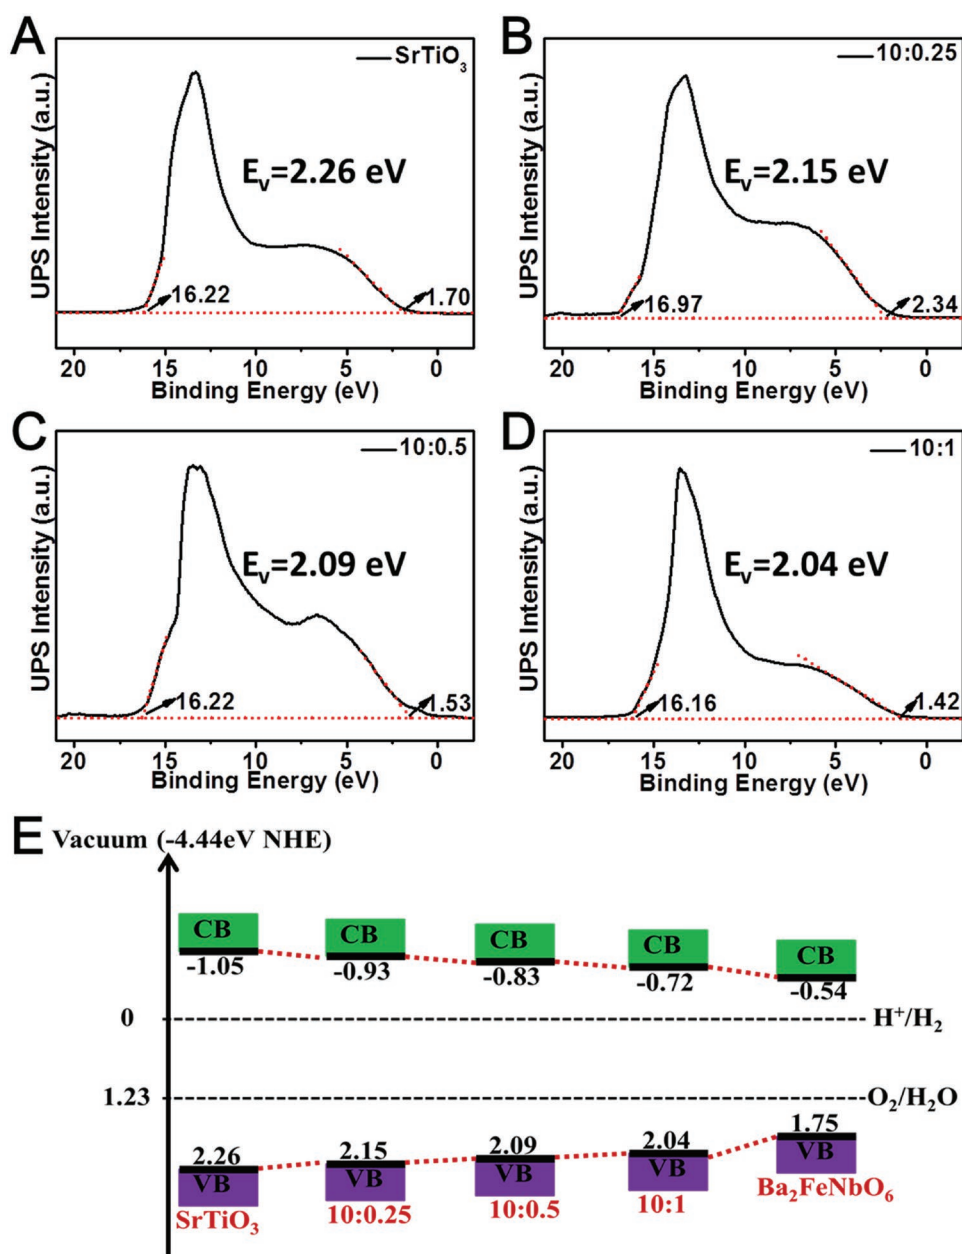 A
SrTiO3
UPS Intensity (a.u.)
Ev=2.26 eV
16.22
1.70
20 15 10 5 0
Binding Energy (eV)
B
10:0.25
UPS Intensity (a.u.)
Ev=2.15 eV
16.97
2.34
20 15 10 5 0
Binding Energy (eV)
C
10:0.5
UPS Intensity (a.u.)
Ev=2.09 eV
16.22
1.53
20 15 10 5 0
Binding Energy (eV)
D
10:1
UPS Intensity (a.u.)
Ev=2.04 eV
16.16
1.42
20 15 10 5 0
Binding Energy (eV)
E
Vacuum (-4.44eV NHE)
CB CB CB CB CB
-1.05 -0.93 -0.83 -0.72 -0.54
0 H+/H2
1.23 O2/H2O
2.26 2.15 2.09 2.04 1.75
VB VB VB VB VB
SrTiO3 10:0.25 10:0.5 10:1 Ba2FeNbO6